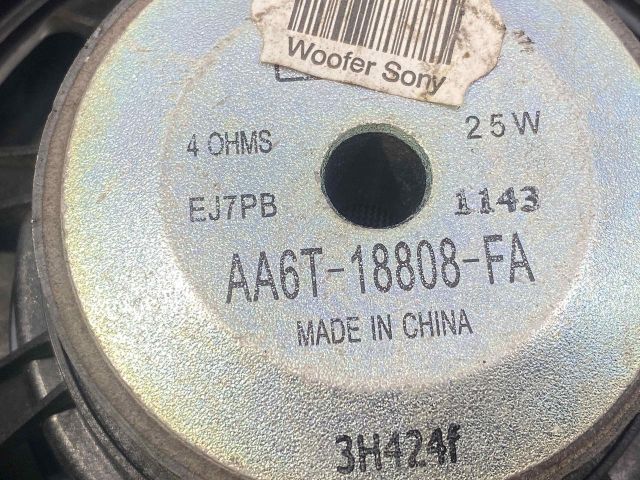 Woofer Sony
4 OHMS 25W
EJ7PB 1143
AA6T-18808-FA
MADE IN CHINA
3H424f